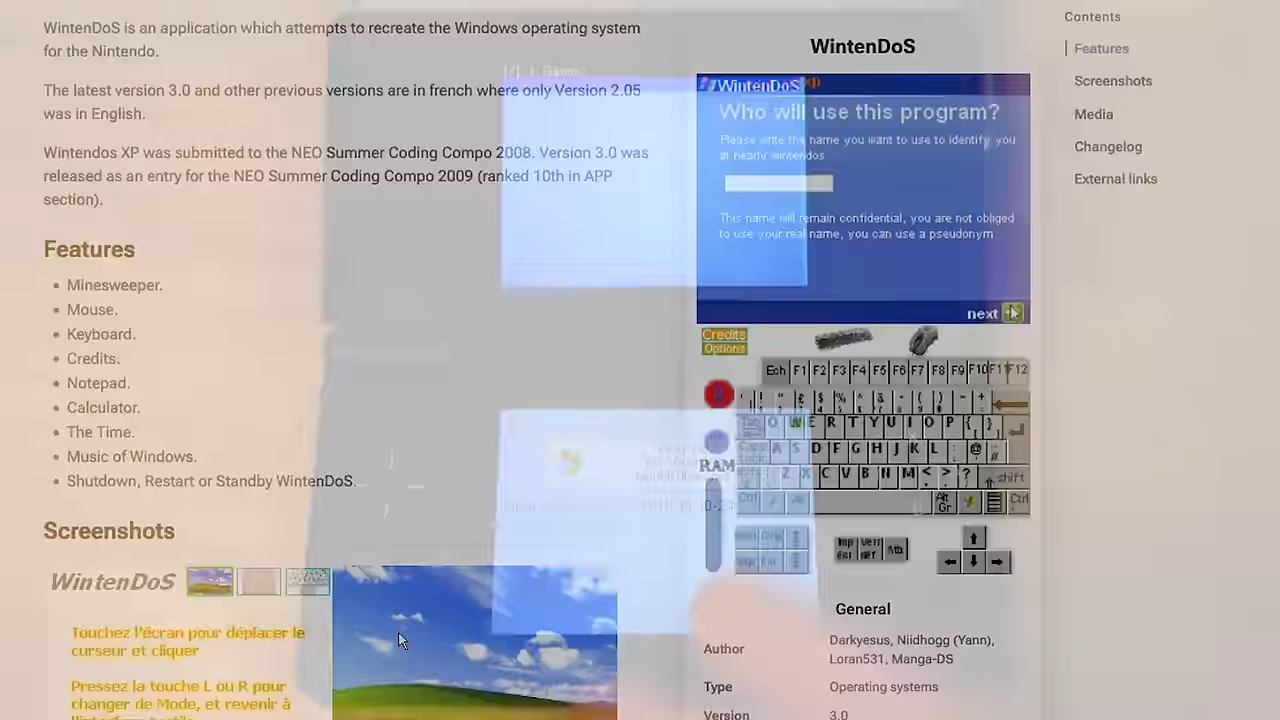 WintenDoS is an application which attempts to recreate the Windows operating system
for the Nintendo.
The latest version 3.0 and other previous versions are in french where only Version 2.05
was in English.
Wintendos XP was submitted to the NEO Summer Coding Compo 2008. Version 3.0 was
released as an entry for the NEO Summer Coding Compo 2009 (ranked 10th in APP
section).
Features
Minesweeper.
Mouse.
Keyboard.
Credits.
Notepad.
Calculator.
The Time.
Music of Windows.
Shutdown, Restart or Standby WintenDoS.
Screenshots
WintenDoS
Touchez l'écran pour déplacer le
curseur et cliquer
Pressez la touche L ou R pour
changer de Mode, et revenir à
WintenDoS
WintenDoS
Who will use this program?
Please write the name you want to use to identify you
at nearly wintendos
This name will remain confidential, you are not obliged
to use your real name, you can use a pseudonym.
next
Credits
Options
Ech F1 F2 F3 F4 F5 F6 F7 F8 F9 F10 F11 F12
R
W E R T Y U I O P
A S D F G H J K L
RAM
Z X C V B N M < > ?
shift
Alt
Gr
Ctrl
General
Author
Darkyesus, Niidhogg (Yann),
Loran531, Manga-DS
Type
Operating systems
Version
3.0
Contents
Features
Screenshots
Media
Changelog
External links